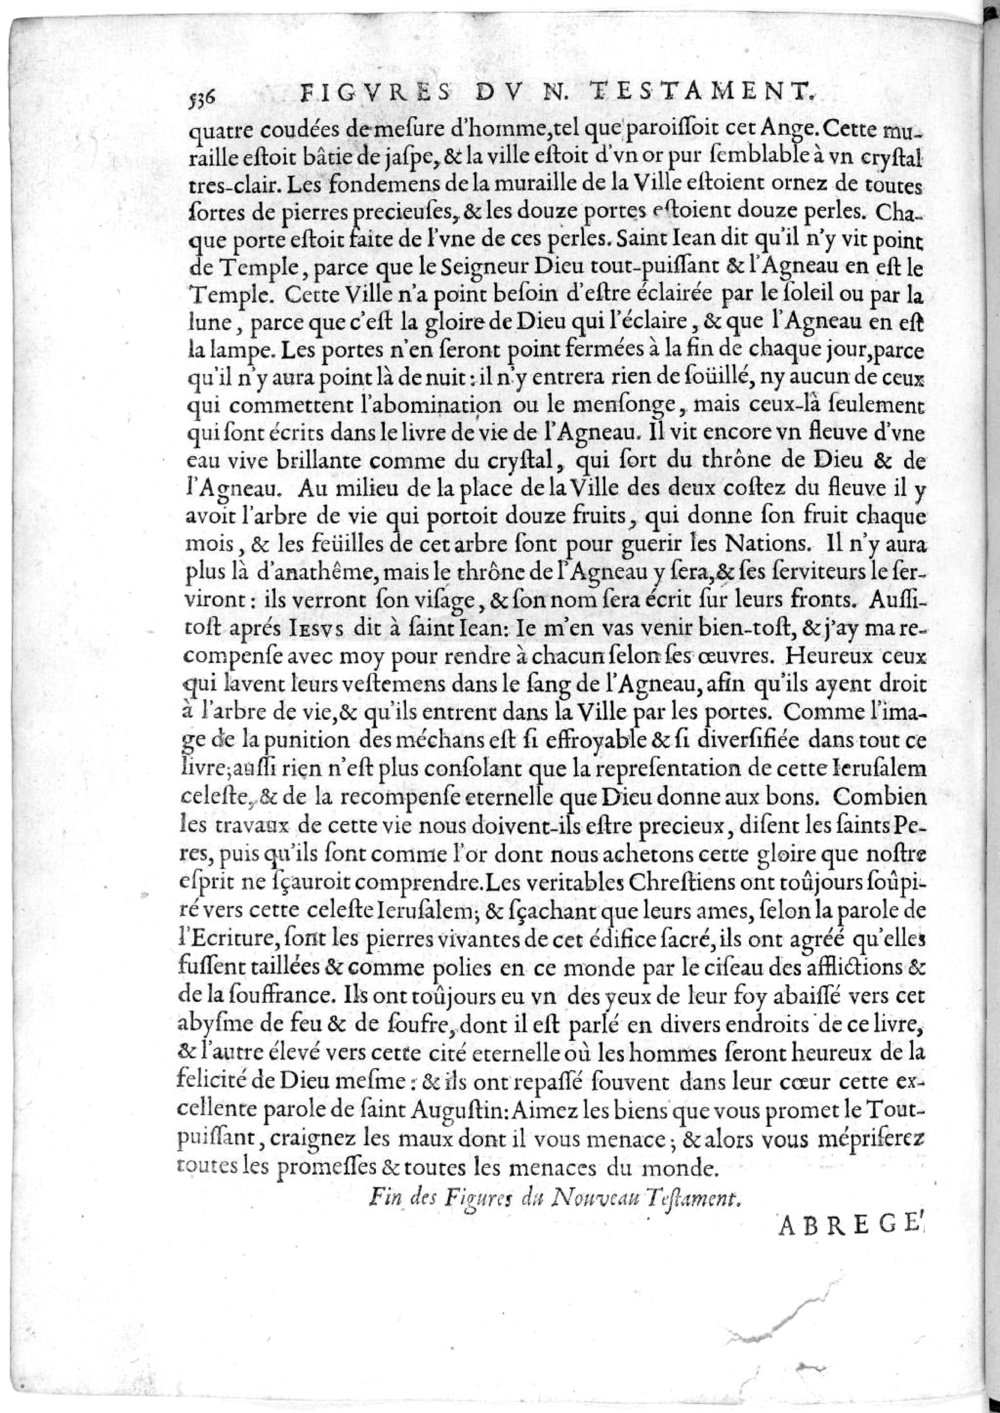 536 FIGVRES DV N. TESTAMENT.
quatre coudées de meſure d'homme,tel que paroiſſoit cet Ange. Cette mu-
raille eſtoit bâtie de jaſpe, & la ville eſtoit d'vn or pur ſemblable à vn cryſtal
tres-clair. Les fondemens de la muraille de la Ville eſtoient ornez de toutes
ſortes de pierres precieuſes, & les douze portes eſtoient douze perles. Cha-
que porte eſtoit faite de l'vne de ces perles. Saint Iean dit qu'il n'y vit point
de Temple, parce que le Seigneur Dieu tout-puiſſant & l'Agneau en eſt le
Temple. Cette Ville n'a point beſoin d'eſtre éclairée par le ſoleil ou par la
lune, parce que c'eſt la gloire de Dieu qui l'éclaire, & que l'Agneau en eſt
la lampe. Les portes n'en ſeront point fermées à la fin de chaque jour,parce
qu'il n'y aura point là de nuit : il n'y entrera rien de ſoüillé, ny aucun de ceux
qui commettent l'abomination ou le menſonge, mais ceux-là ſeulement
qui ſont écrits dans le livre de vie de l'Agneau. Il vit encore vn fleuve d'vne
eau vive brillante comme du cryſtal, qui ſort du thrône de Dieu & de
l'Agneau. Au milieu de la place de la Ville des deux coſtez du fleuve il y
avoit l'arbre de vie qui portoit douze fruits, qui donne ſon fruit chaque
mois, & les feüilles de cet arbre ſont pour guerir les Nations. Il n'y aura
plus là d'anathême, mais le thrône de l'Agneau y ſera, & ſes ſerviteurs le ſer-
viront : ils verront ſon viſage, & ſon nom ſera écrit ſur leurs fronts. Auſſi-
toſt aprés IESVS dit à ſaint Iean: Ie m'en vas venir bien-toſt, & j'ay ma re-
compenſe avec moy pour rendre à chacun ſelon ſes œuvres. Heureux ceux
qui lavent leurs veſtemens dans le ſang de l'Agneau, afin qu'ils ayent droit
à l'arbre de vie, & qu'ils entrent dans la Ville par les portes. Comme l'ima-
ge de la punition des méchans eſt ſi effroyable & ſi diverſifiée dans tout ce
livre; auſſi rien n'eſt plus conſolant que la repreſentation de cette Ieruſalem
celeſte, & de la recompenſe eternelle que Dieu donne aux bons. Combien
les travaux de cette vie nous doivent-ils eſtre precieux, diſent les ſaints Pe-
res, puis qu'ils ſont comme l'or dont nous achetons cette gloire que noſtre
eſprit ne ſçauroit comprendre. Les veritables Chreſtiens ont toûjours ſoûpi-
ré vers cette celeſte Ieruſalem; & ſçachant que leurs ames, ſelon la parole de
l'Ecriture, ſont les pierres vivantes de cet édifice ſacré, ils ont agréé qu'elles
fuſſent taillées & comme polies en ce monde par le ciſeau des afflictions &
de la ſouffrance. Ils ont toûjours eu vn des yeux de leur foy abaiſſé vers cet
abyſme de feu & de ſoufre, dont il eſt parlé en divers endroits de ce livre,
& l'autre élevé vers cette cité eternelle où les hommes ſeront heureux de la
felicité de Dieu meſme : & ils ont repaſſé ſouvent dans leur cœur cette ex-
cellente parole de ſaint Auguſtin: Aimez les biens que vous promet le Tout-
puiſſant, craignez les maux dont il vous menace ; & alors vous mépriſerez
toutes les promeſſes & toutes les menaces du monde.
Fin des Figures du Nouveau Teſtament.
ABREGE'